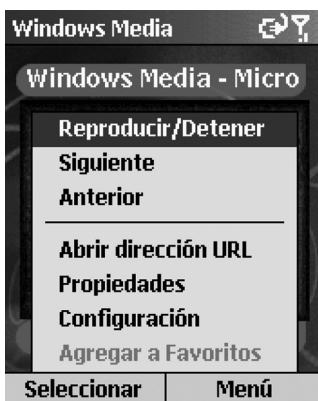 Windows Media
Windows Media - Micro
Reproducir/Detener
Siguiente
Anterior
Abrir dirección URL
Propiedades
Configuración
Agregar a Favoritos
Seleccionar Menú